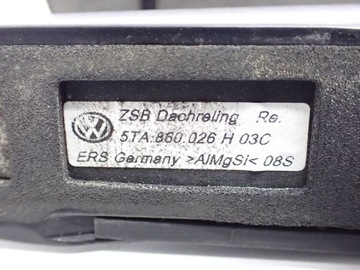 ZSB Dachreling Re.
5TA.860.026 H 03C
ERS Germany >AlMgSi< 08S